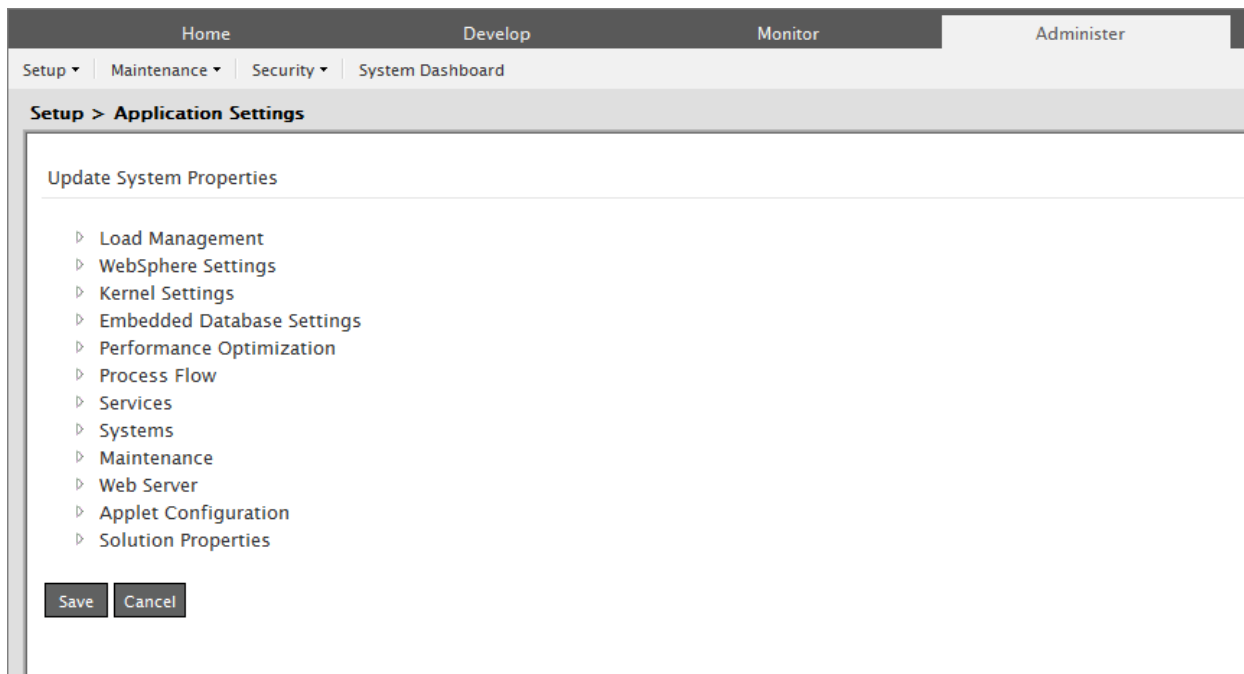 Home Develop Monitor Administer
Setup Maintenance Security System Dashboard
Setup > Application Settings
Update System Properties
Load Management
WebSphere Settings
Kernel Settings
Embedded Database Settings
Performance Optimization
Process Flow
Services
Systems
Maintenance
Web Server
Applet Configuration
Solution Properties
Save Cancel